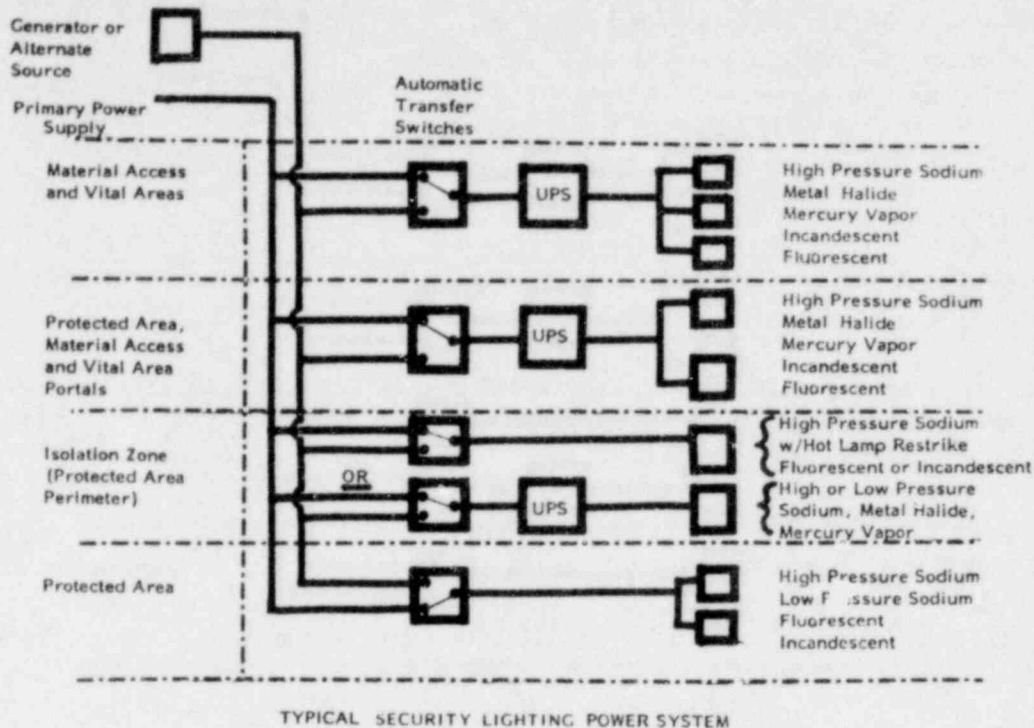 Generator or
Alternate
Source
Primary Power
Supply
Automatic
Transfer
Switches
Material Access
and Vital Areas
UPS
High Pressure Sodium
Metal Halide
Mercury Vapor
Incandescent
Fluorescent
Protected Area,
Material Access
and Vital Area
Portals
UPS
High Pressure Sodium
Metal Halide
Mercury Vapor
Incandescent
Fluorescent
Isolation Zone
(Protected Area
Perimeter)
OR
UPS
High Pressure Sodium
w/Hot Lamp Restrike
Fluorescent or Incandescent
High or Low Pressure
Sodium, Metal Halide,
Mercury Vapor
Protected Area
High Pressure Sodium
Low Sodium
Fluorescent
Incandescent
TYPICAL SECURITY LIGHTING POWER SYSTEM